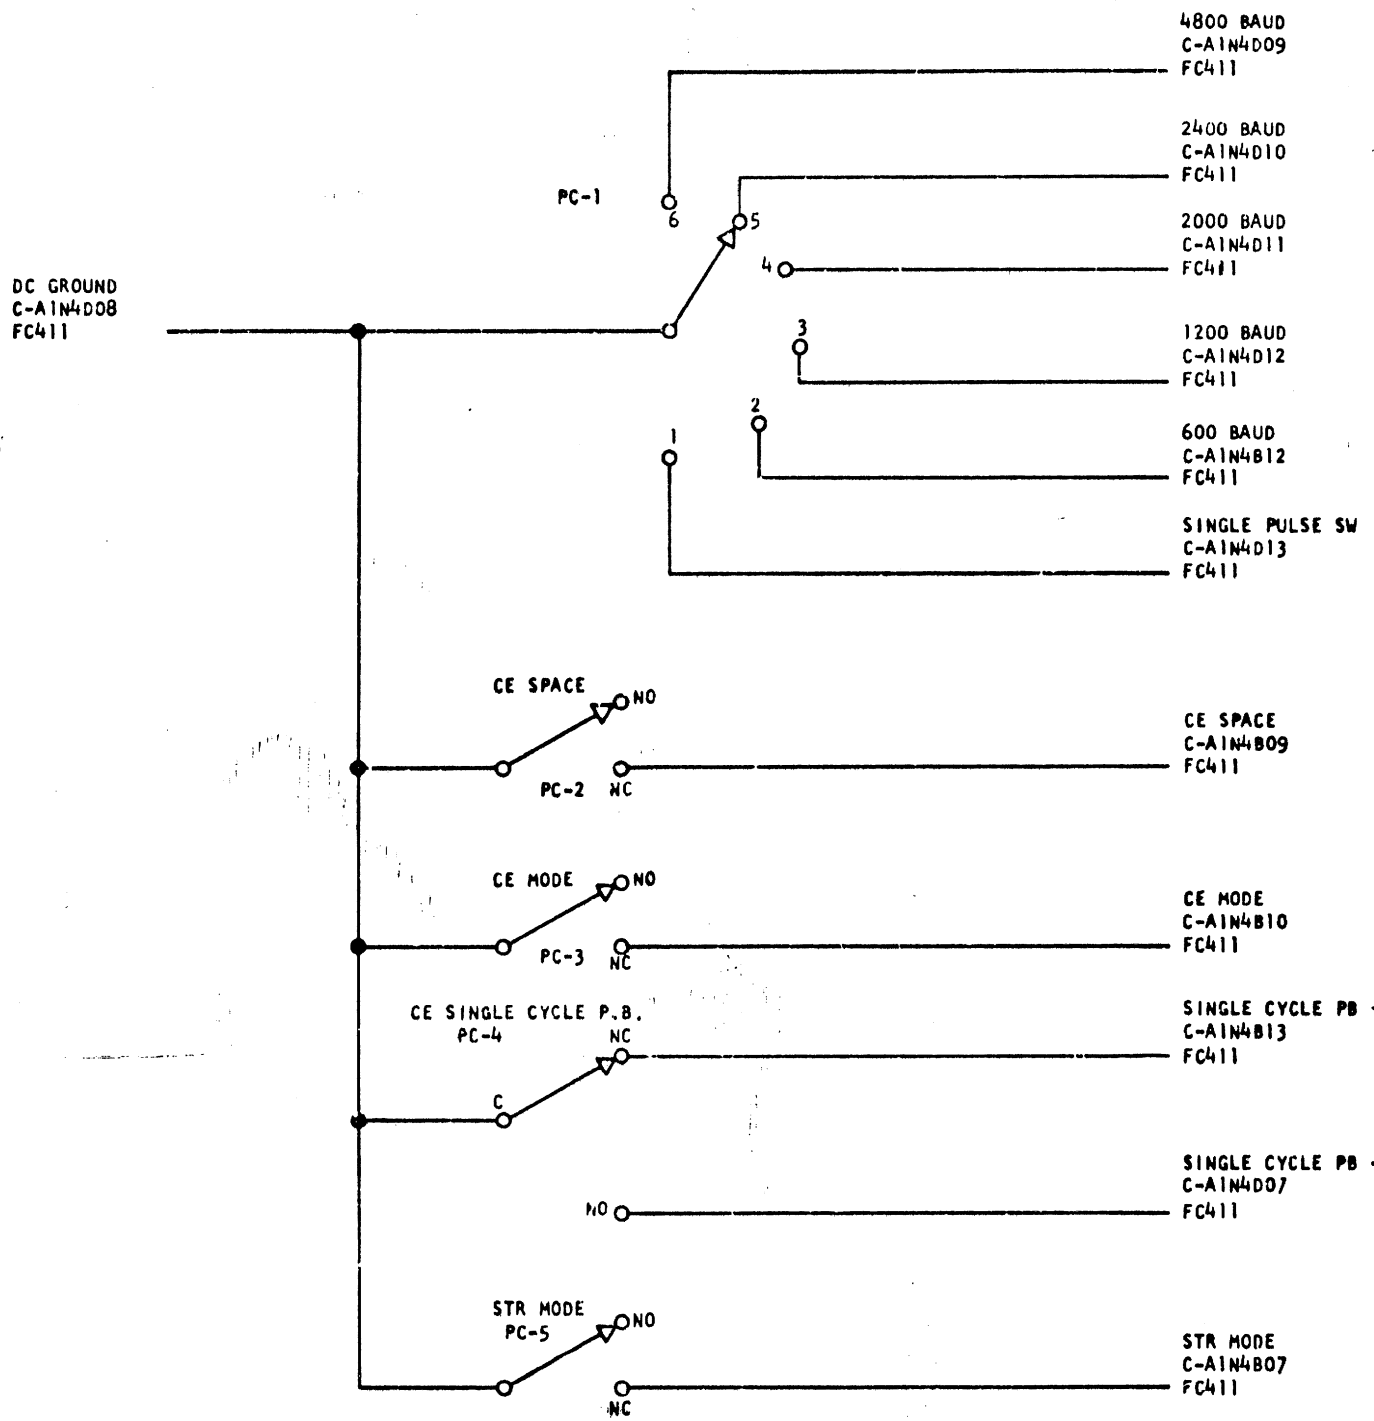 4800 BAUD
C-A1N4D09
FC411
2400 BAUD
C-A1N4D10
FC411
PC-1
6
5
2000 BAUD
C-A1N4D11
FC411
4
DC GROUND
C-A1N4D08
FC411
3
1200 BAUD
C-A1N4D12
FC411
2
1
600 BAUD
C-A1N4B12
FC411
SINGLE PULSE SW
C-A1N4D13
FC411
CE SPACE
NO
PC-2
NC
CE SPACE
C-A1N4B09
FC411
CE MODE
NO
PC-3
NC
CE MODE
C-A1N4B10
FC411
CE SINGLE CYCLE P.B.
PC-4
NC
C
SINGLE CYCLE PB -
C-A1N4B13
FC411
NO
SINGLE CYCLE PB -
C-A1N4D07
FC411
STR MODE
PC-5
NO
NC
STR MODE
C-A1N4B07
FC411